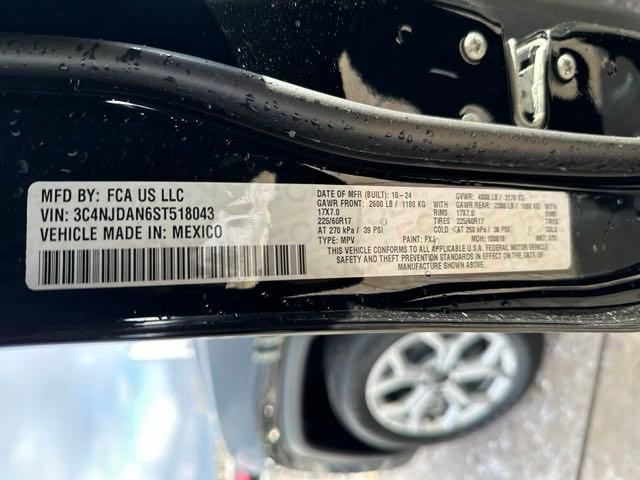 MFD BY: FCA US LLC
VIN: 3C4NJDAN6ST518043
VEHICLE MADE IN: MEXICO
DATE OF MFR (BUILT): 10-24 GVWR: 4800 LB / 2178 KG
GAWR FRONT: 2600 LB / 1180 KG GAWR REAR: 2380 LB / 1080 KG
17X7.0 RIMS 17X7.0 RIMS
225/60R17 TIRES 225/60R17 TIRES
AT 270 kPa / 39 PSI COLD AT 250 kPa / 36 PSI COLD
TYPE: MPV PAINT: PXJ MDH:
THIS VEHICLE CONFORMS TO ALL APPLICABLE U.S.A. FEDERAL MOTOR VEHICLE
SAFETY AND THEFT PREVENTION STANDARDS IN EFFECT ON THE DATE OF
MANUFACTURE SHOWN ABOVE.